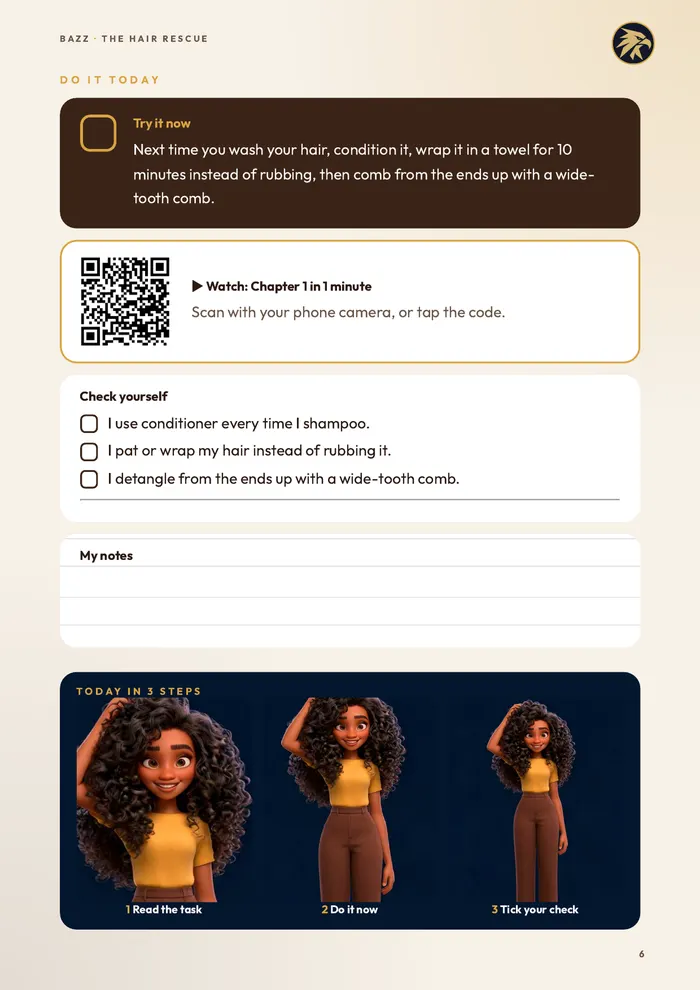 BAZZ · THE HAIR RESCUE
DO IT TODAY
Try it now
Next time you wash your hair, condition it, wrap it in a towel for 10
minutes instead of rubbing, then comb from the ends up with a wide-
tooth comb.
▶ Watch: Chapter 1 in 1 minute
Scan with your phone camera, or tap the code.
Check yourself
I use conditioner every time I shampoo.
I pat or wrap my hair instead of rubbing it.
I detangle from the ends up with a wide-tooth comb.
My notes
TODAY IN 3 STEPS
1 Read the task
2 Do it now
3 Tick your check
6